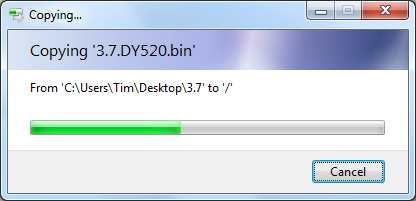 Copying...
Copying '3.7.DY520.bin'
From 'C:\Users\Tim\Desktop\3.7' to '/'
Cancel